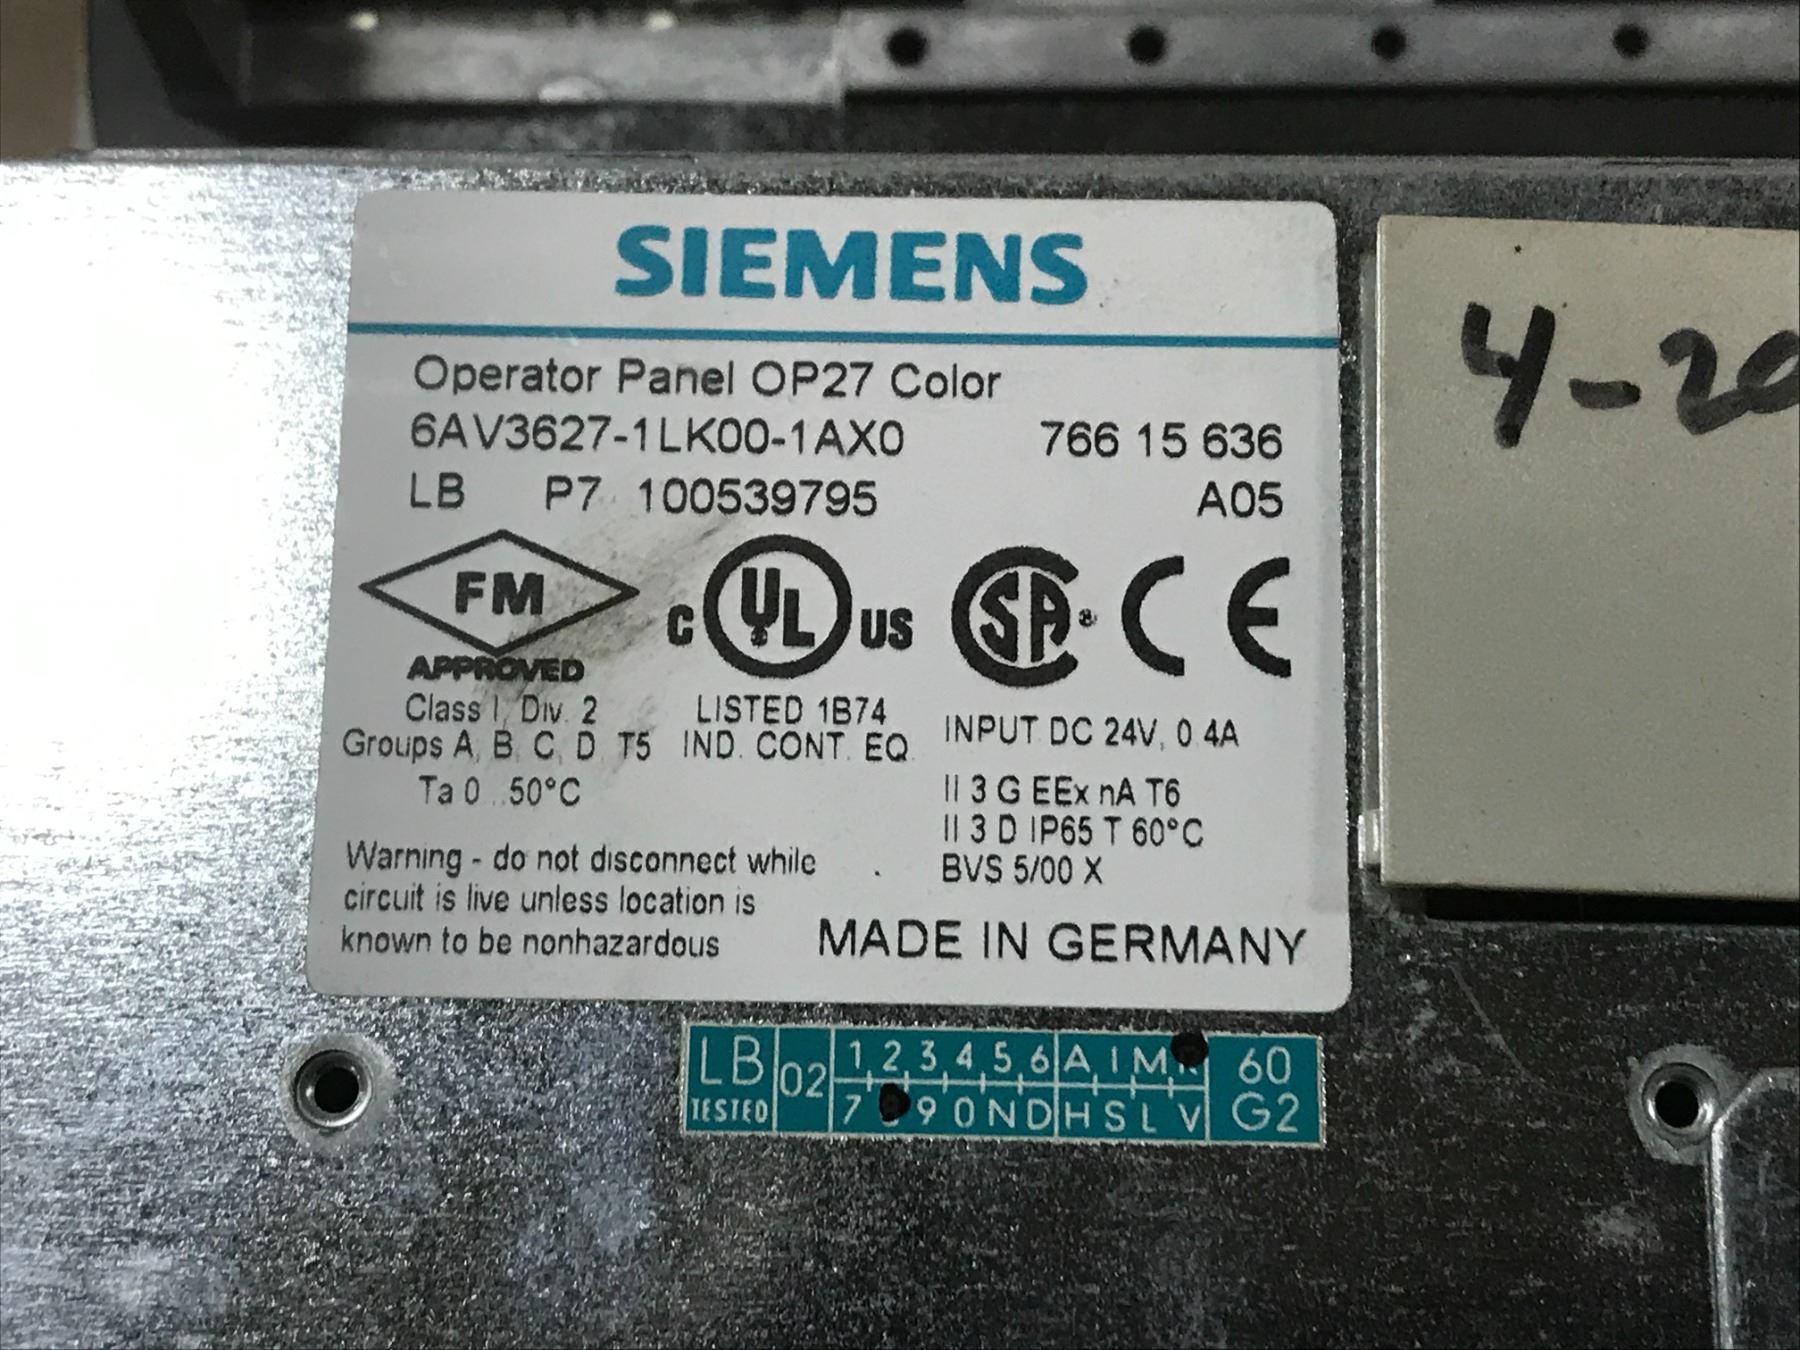 SIEMENS
Operator Panel OP27 Color
6AV3627-1LK00-1AX0 766 15 636
LB P7 100539795 A05
FM
APPROVED
Class I, Div. 2
Groups A, B, C, D T5
Ta 0..50°C
C UL US
LISTED 1B74
IND. CONT. EQ.
SA® CE
INPUT DC 24V, 0.4A
II 3 G EEx nA T6
II 3 D IP65 T 60°C
BVS 5/00 X
Warning - do not disconnect while
circuit is live unless location is
known to be nonhazardous
MADE IN GERMANY
4-20
LB TESTED
02
1 2 3 4 5 6 A I M
7 9 0 N D H S L V
60
G2